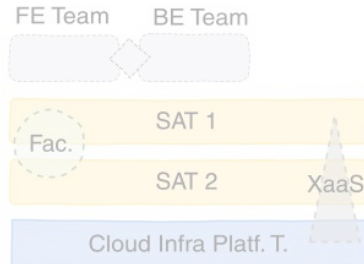 FE Team BE Team
SAT 1
Fac.
SAT 2
XaaS
Cloud Infra Platf. T.